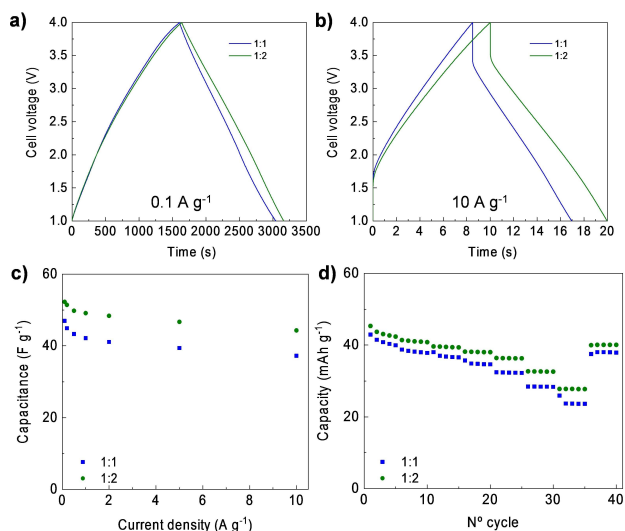 a)
4.0
3.5
3.0
2.5
2.0
1.5
1.0
Cell voltage (V)
1:1
1:2
0.1 A g⁻¹
0 500 1000 1500 2000 2500 3000 3500
Time (s)
b)
4.0
3.5
3.0
2.5
2.0
1.5
1.0
Cell voltage (V)
1:1
1:2
10 A g⁻¹
0 2 4 6 8 10 12 14 16 18 20
Time (s)
c)
60
40
20
0
Capacitance (F g⁻¹)
1:1
1:2
0 2 4 6 8 10
Current density (A g⁻¹)
d)
60
40
20
0
Capacity (mAh g⁻¹)
1:1
1:2
0 10 20 30 40
Nº cycle